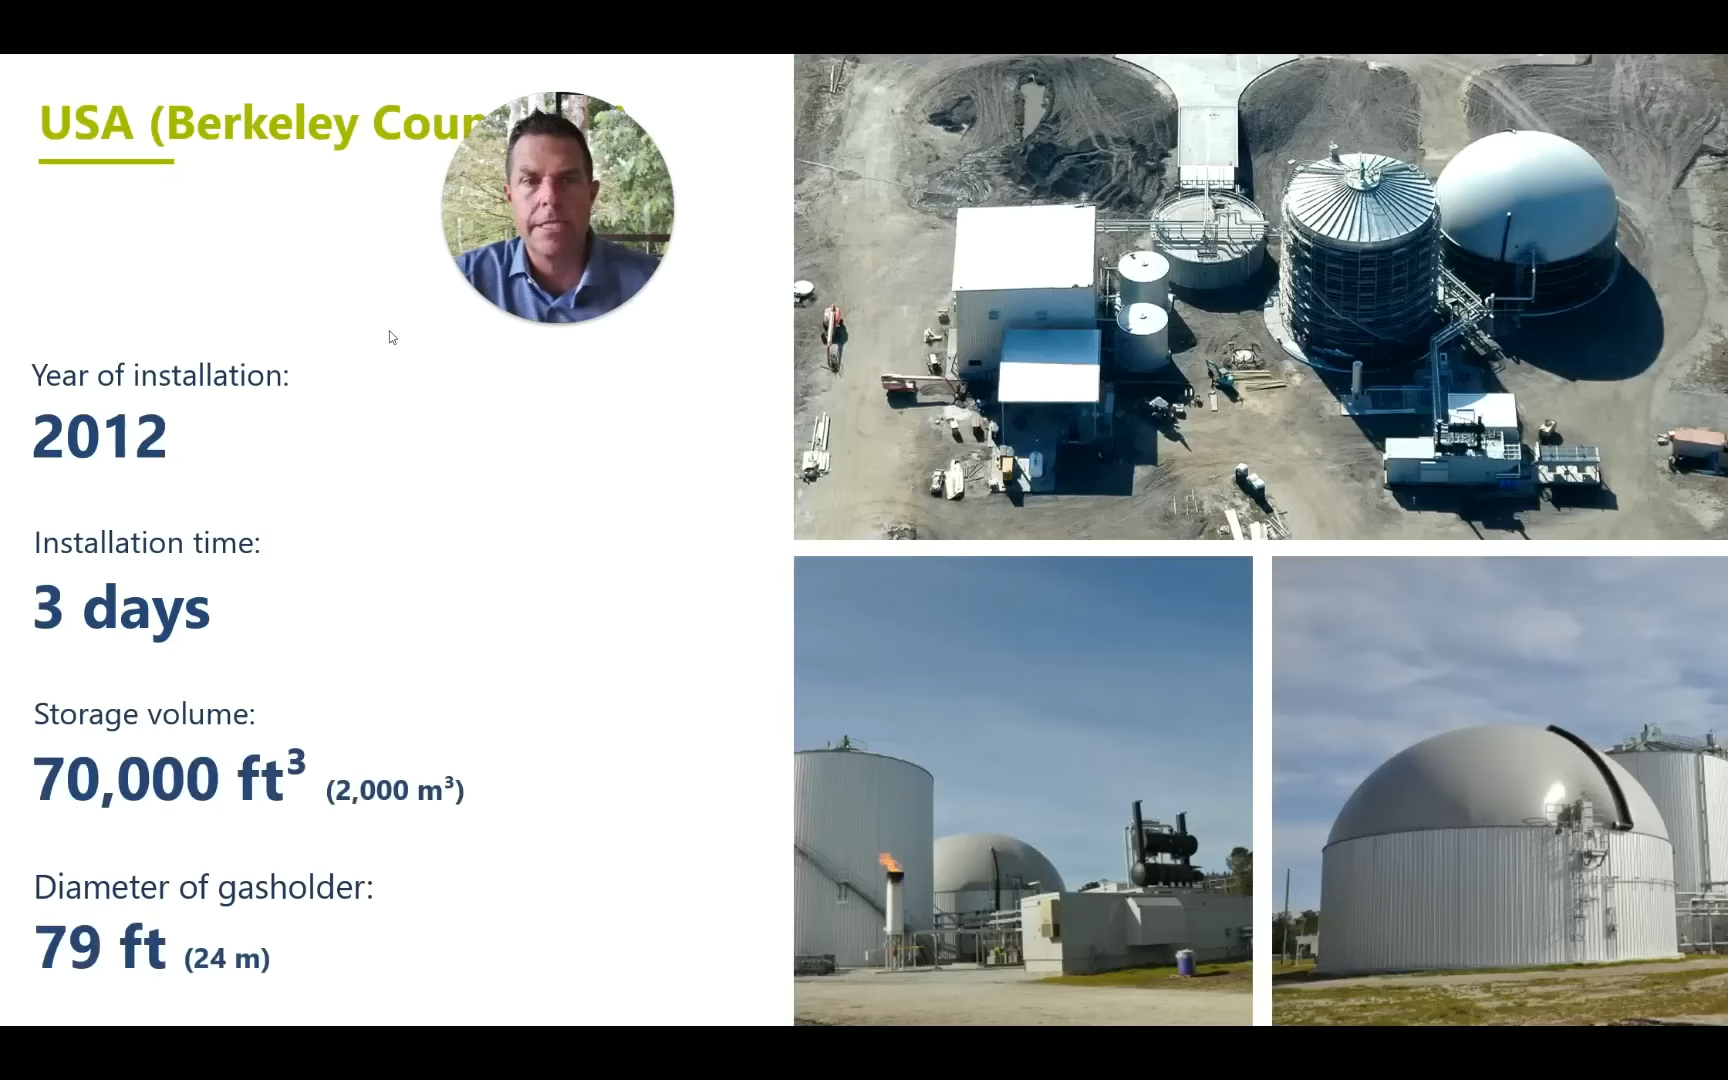 USA (Berkeley Coun
Year of installation:
2012
Installation time:
3 days
Storage volume:
70,000 ft³ (2,000 m³)
Diameter of gasholder:
79 ft (24 m)